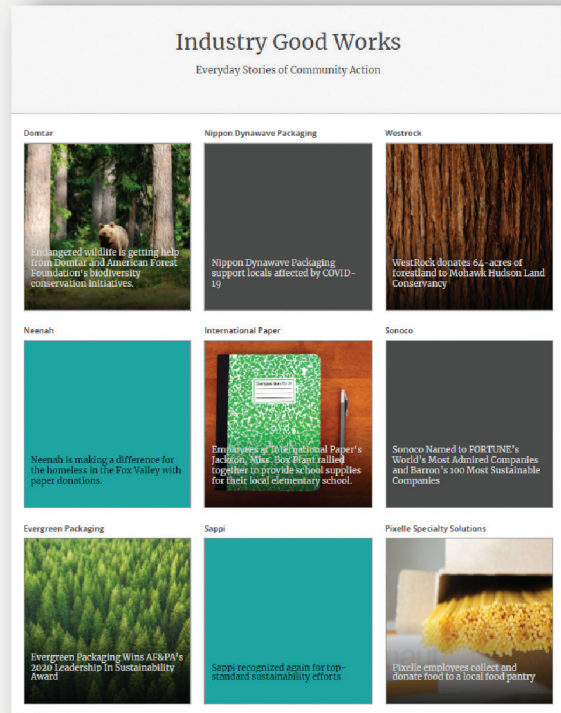 Industry Good Works
Everyday Stories of Community Action
Domtar
Endangered wildlife is getting help
from Domtar and American Forest
Foundation's biodiversity
conservation initiatives.
Nippon Dynawave Packaging
Nippon Dynawave Packaging
support locals affected by COVID-
19
Westrock
WestRock donates 64-acres of
forestland to Mohawk Hudson Land
Conservancy
Neenah
Neenah is making a difference for
the homeless in the Fox Valley with
paper donations.
International Paper
Employees at International Paper's
Jackson, Miss. Box Plant rallied
together to provide school supplies
for their local elementary school.
Sonoco
Sonoco Named to FORTUNE's
World's Most Admired Companies
and Barron's 100 Most Sustainable
Companies
Evergreen Packaging
Evergreen Packaging Wins AF&PA's
2020 Leadership In Sustainability
Award
Sappi
Sappi recognized again for top-
standard sustainability efforts
Pixelle Specialty Solutions
Pixelle employees collect and
donate food to a local food pantry